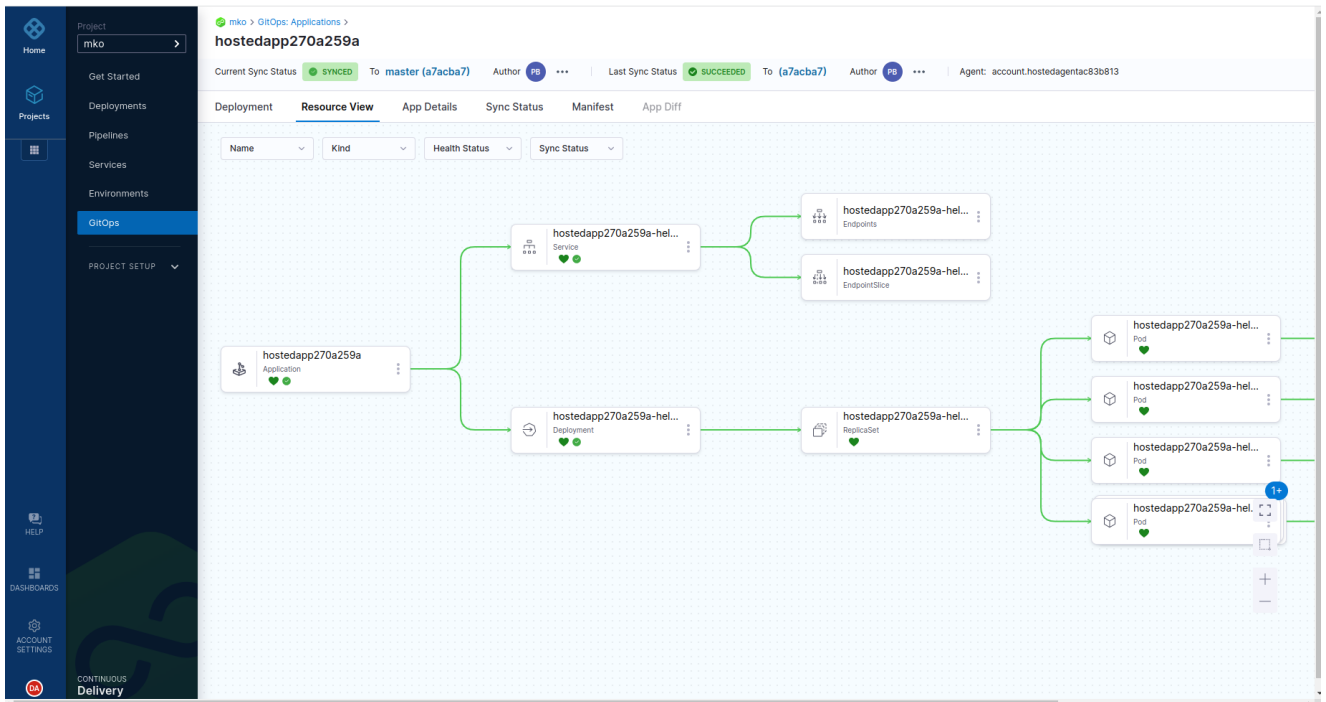 Home
Projects
HELP
DASHBOARDS
ACCOUNT
SETTINGS
DA
Project
mko
Get Started
Deployments
Pipelines
Services
Environments
GitOps
PROJECT SETUP
CONTINUOUS
Delivery
mko > GitOps: Applications >
hostedapp270a259a
Current Sync Status SYNCED To master (a7acba7) Author PB ••• Last Sync Status SUCCEEDED To (a7acba7) Author PB ••• Agent: account.hostedagentac83b813
Deployment Resource View App Details Sync Status Manifest App Diff
Name Kind Health Status Sync Status
hostedapp270a259a
Application
hostedapp270a259a-hel...
Service
hostedapp270a259a-hel...
Deployment
hostedapp270a259a-hel...
Endpoints
hostedapp270a259a-hel...
EndpointSlice
hostedapp270a259a-hel...
ReplicaSet
hostedapp270a259a-hel...
Pod
hostedapp270a259a-hel...
Pod
hostedapp270a259a-hel...
Pod
1+
hostedapp270a259a-hel.
Pod